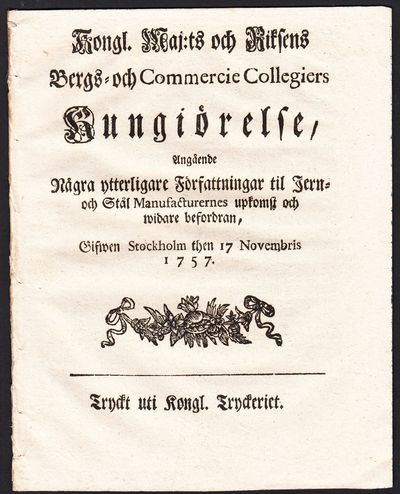 Kongl. Maj:ts och Riksens
Bergs- och Commercie Collegiers
Kungiörelse,
Angående
Några ytterligare Författningar til Jern-
och Stål Manufacturernes upkomst och
widare befordran,
Gifwen Stockholm then 17 Novembris
1757.
Tryckt uti Kongl. Tryckeriet.